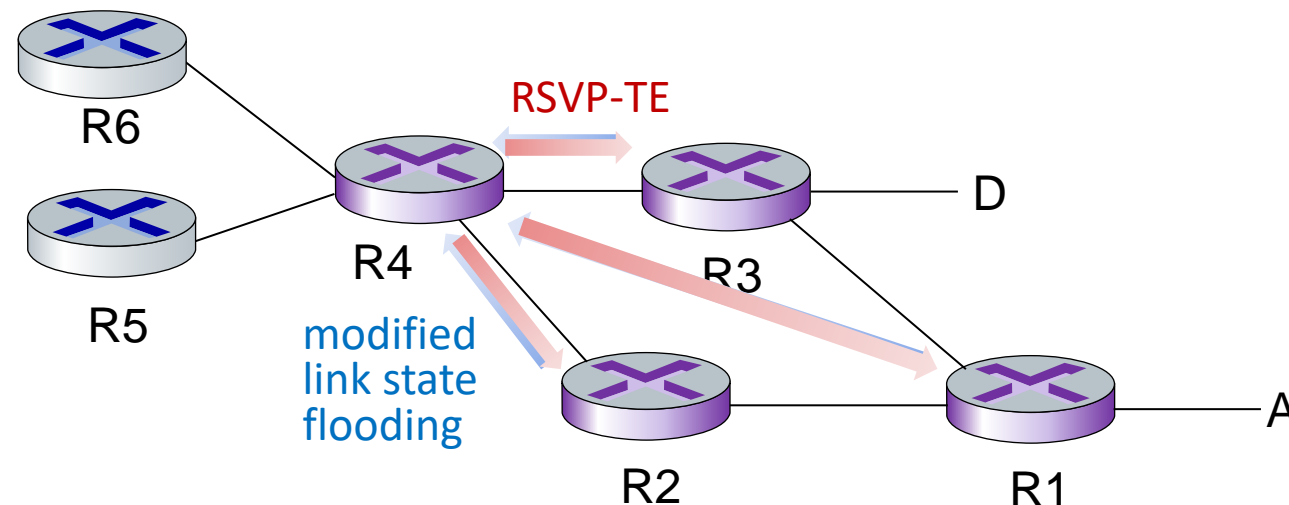 RSVP-TE
R6
D
R4
R3
R5
modified
link state
flooding
A
R2
R1